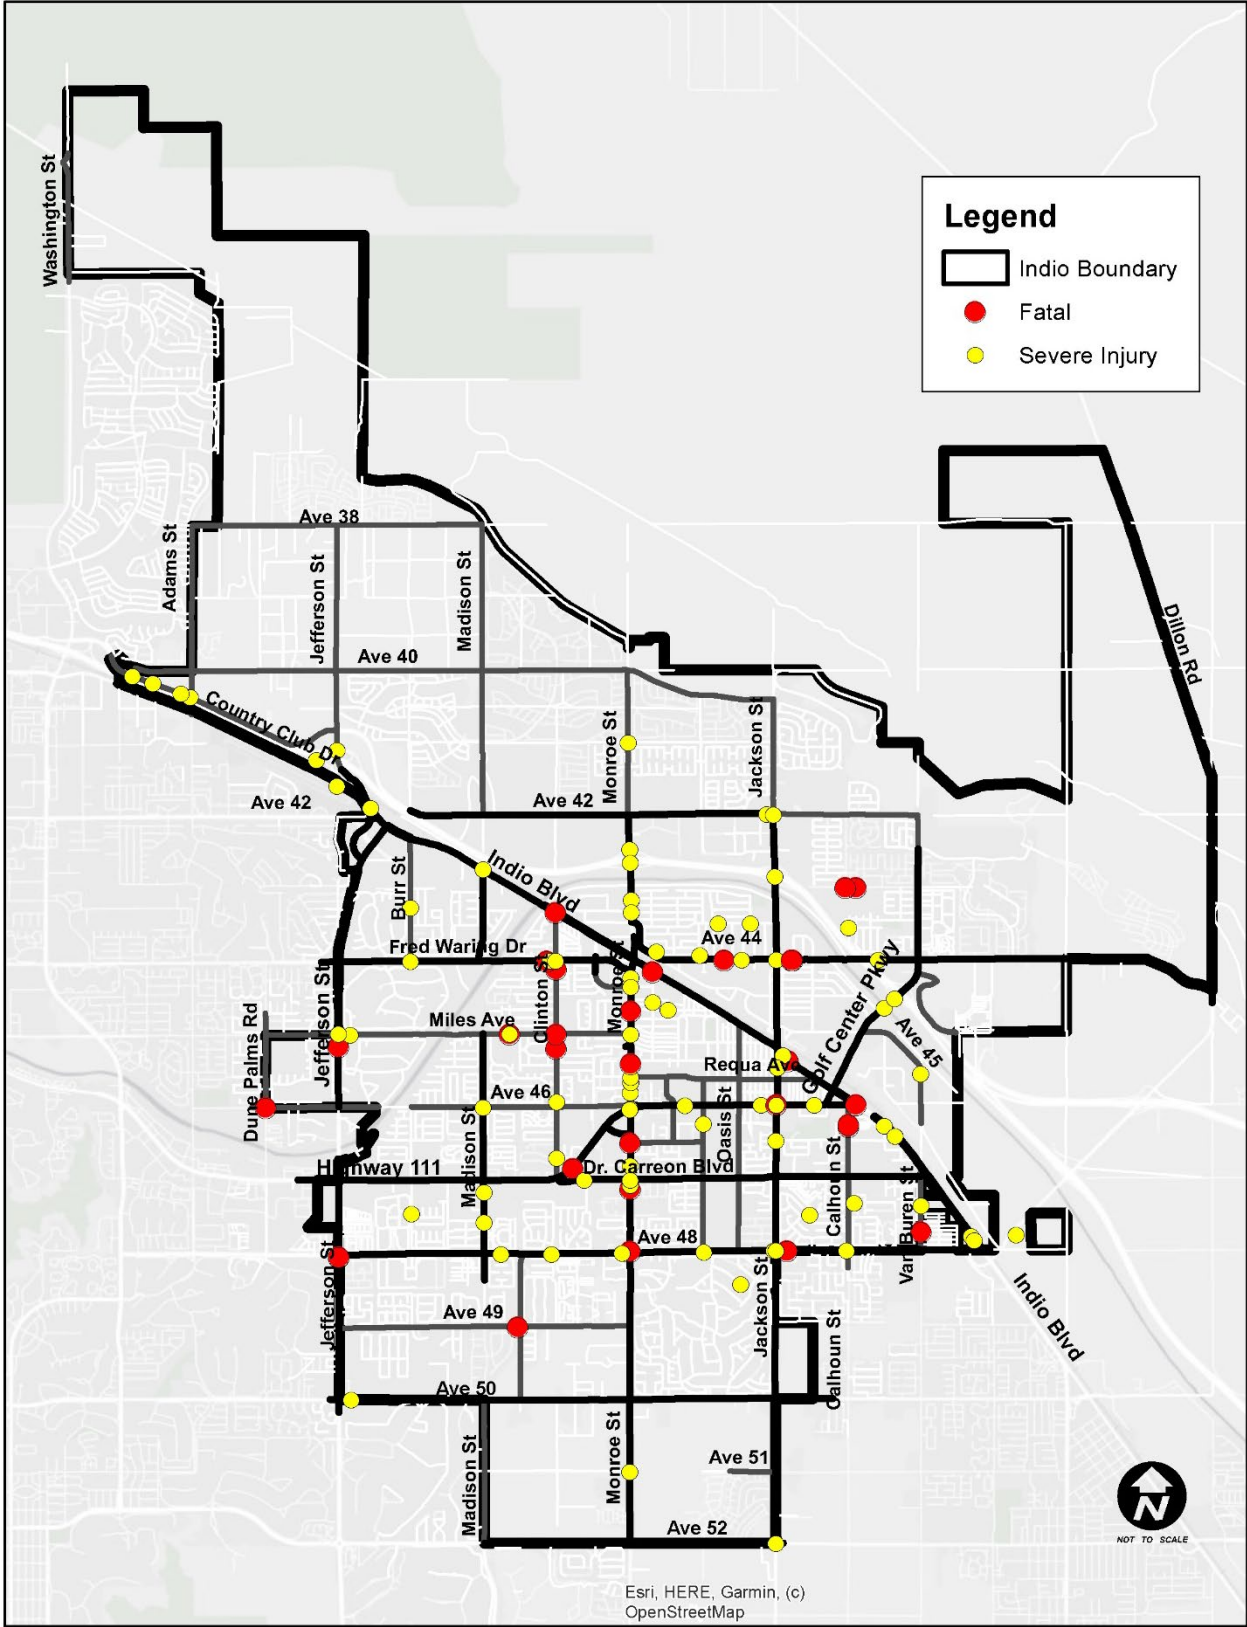 Washington St
Legend
Indio Boundary
Fatal
Severe Injury
Ave 38
Adams St
Jefferson St
Madison St
Dillon Rd
Ave 40
Country Club Dr
Monroe St
Jackson St
Ave 42
Ave 42
Indio Blvd
Burr St
Fred Waring Dr
Ave 44
Clinton St
Monroe St
Golf Center Pkwy
Jefferson St
Miles Ave
Dune Palms Rd
Ave 45
Requa Ave
Ave 46
Oasis St
Madison St
Highway 111
Dr. Carreon Blvd
Calhoun St
Van Buren St
Ave 48
Jefferson St
Jackson St
Indio Blvd
Ave 49
Calhoun St
Ave 50
Madison St
Monroe St
Ave 51
Ave 52
N
NOT TO SCALE
Esri, HERE, Garmin, (c)
OpenStreetMap